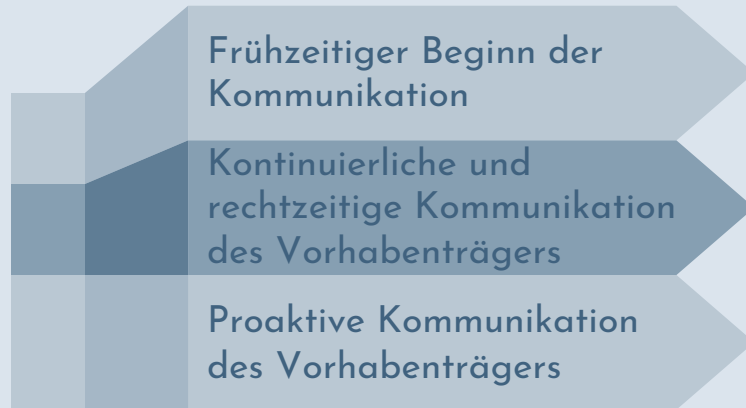 Frühzeitiger Beginn der
Kommunikation
Kontinuierliche und
rechtzeitige Kommunikation
des Vorhabenträgers
Proaktive Kommunikation
des Vorhabenträgers